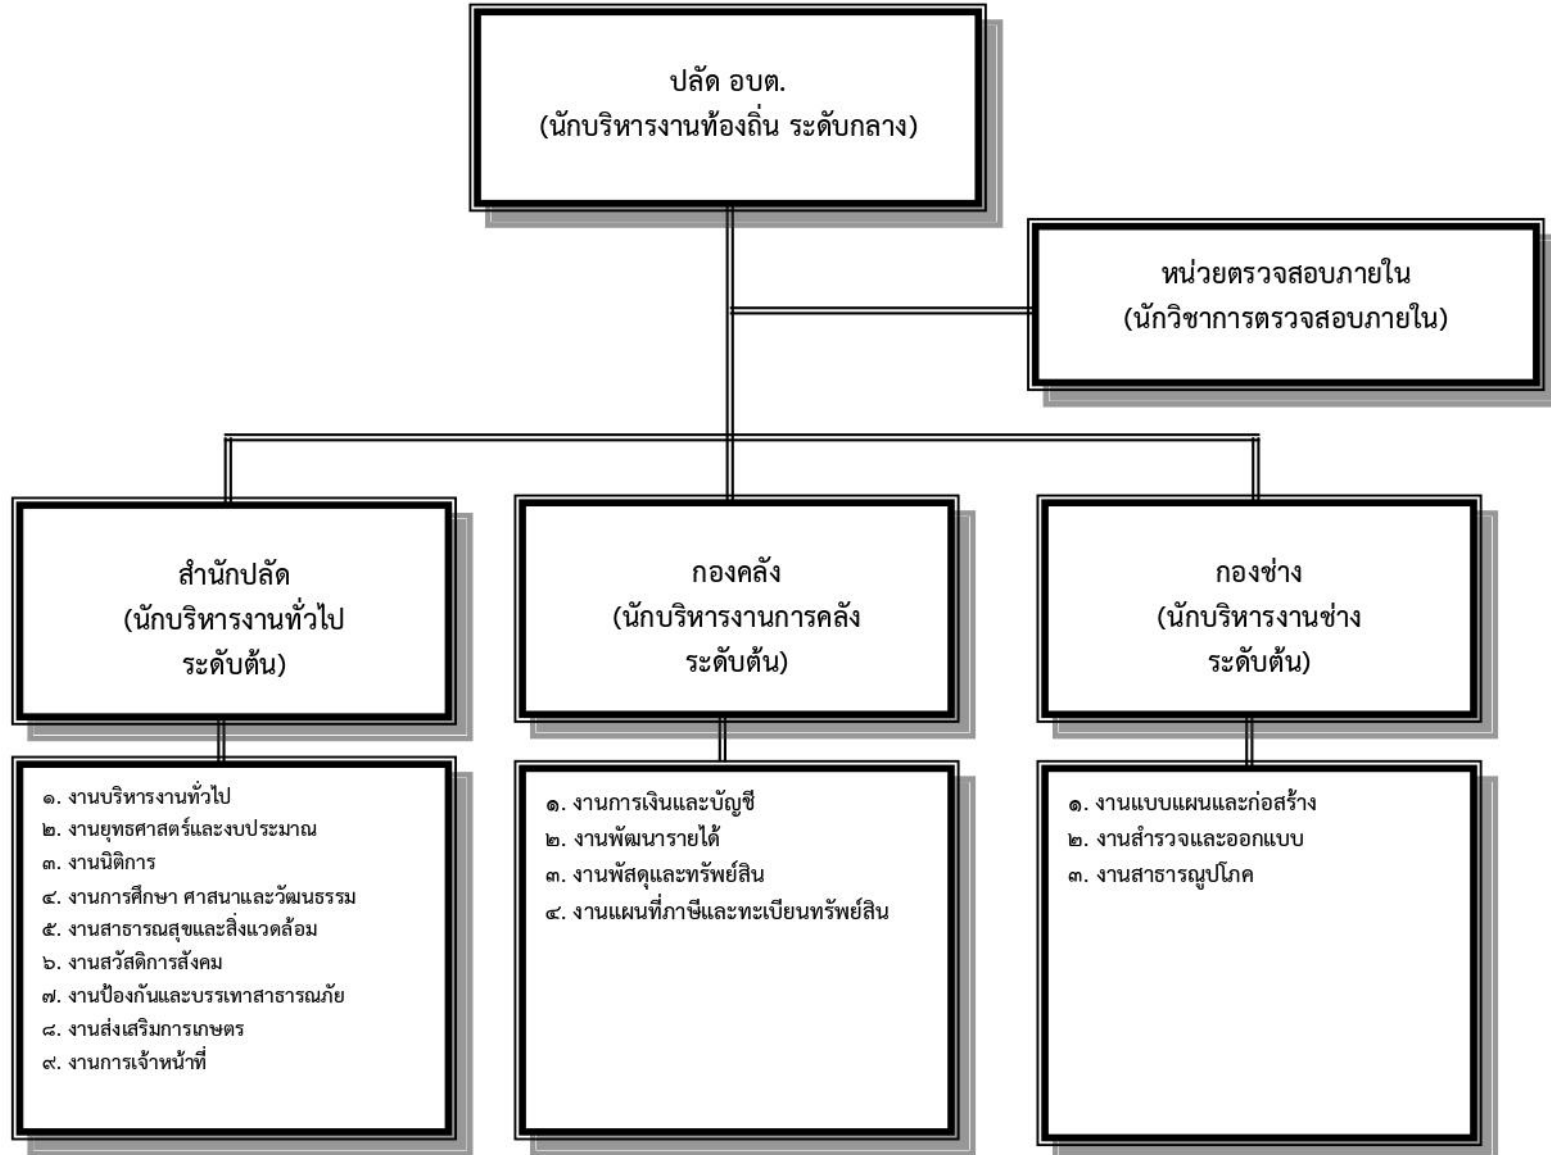 ปลัด อบต.
(นักบริหารงานท้องถิ่น ระดับกลาง)
หน่วยตรวจสอบภายใน
(นักวิชาการตรวจสอบภายใน)
สำนักปลัด
(นักบริหารงานทั่วไป
ระดับต้น)
กองคลัง
(นักบริหารงานการคลัง
ระดับต้น)
กองช่าง
(นักบริหารงานช่าง
ระดับต้น)
๑. งานบริหารงานทั่วไป
๒. งานยุทธศาสตร์และงบประมาณ
๓. งานนิติการ
๔. งานการศึกษา ศาสนาและวัฒนธรรม
๕. งานสาธารณสุขและสิ่งแวดล้อม
๖. งานสวัสดิการสังคม
๗. งานป้องกันและบรรเทาสาธารณภัย
๘. งานส่งเสริมการเกษตร
๙. งานการเจ้าหน้าที่
๑. งานการเงินและบัญชี
๒. งานพัฒนารายได้
๓. งานพัสดุและทรัพย์สิน
๔. งานแผนที่ภาษีและทะเบียนทรัพย์สิน
๑. งานแบบแผนและก่อสร้าง
๒. งานสำรวจและออกแบบ
๓. งานสาธารณูปโภค